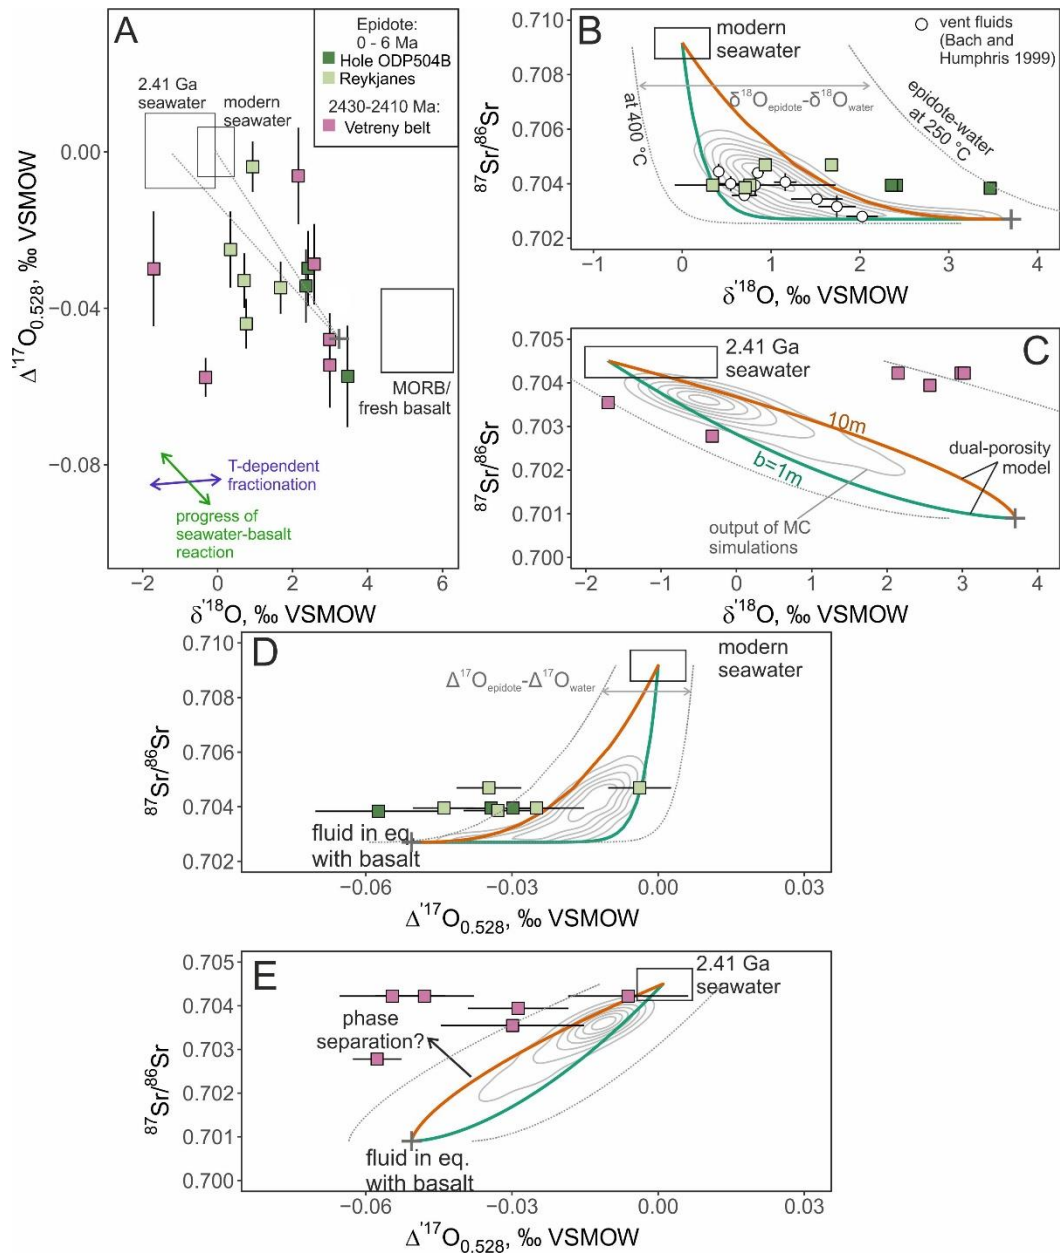 A
Epidote:
0 - 6 Ma
Hole ODP504B
Reykjanes
2430-2410 Ma:
Vetreny belt
2.41 Ga
seawater
modern
seawater
0.00
−0.04
−0.08
Δ'¹⁷O₀.₅₂₈, ‰ VSMOW
MORB/
fresh basalt
T-dependent
fractionation
progress of
seawater-basalt
reaction
−2
0
2
4
6
δ'¹⁸O, ‰ VSMOW
B
modern
seawater
vent fluids
(Bach and
Humphris 1999)
δ¹⁸Oepidote-δ¹⁸Owater
at 400 °C
epidote-water
at 250 °C
0.710
0.708
0.706
0.704
0.702
⁸⁷Sr/⁸⁶Sr
−1
0
1
2
3
4
δ'¹⁸O, ‰ VSMOW
C
2.41 Ga
seawater
10m
b=1m
dual-porosity
model
output of MC
simulations
0.705
0.704
0.703
0.702
0.701
0.700
⁸⁷Sr/⁸⁶Sr
−2
−1
0
1
2
3
4
δ'¹⁸O, ‰ VSMOW
D
modern
seawater
Δ¹⁷Oepidote-Δ¹⁷Owater
fluid in eq.
with basalt
0.710
0.708
0.706
0.704
0.702
⁸⁷Sr/⁸⁶Sr
−0.06
−0.03
0.00
0.03
Δ'¹⁷O₀.₅₂₈, ‰ VSMOW
E
2.41 Ga
seawater
phase
separation?
fluid in eq.
with basalt
0.705
0.704
0.703
0.702
0.701
0.700
⁸⁷Sr/⁸⁶Sr
−0.06
−0.03
0.00
0.03
Δ'¹⁷O₀.₅₂₈, ‰ VSMOW